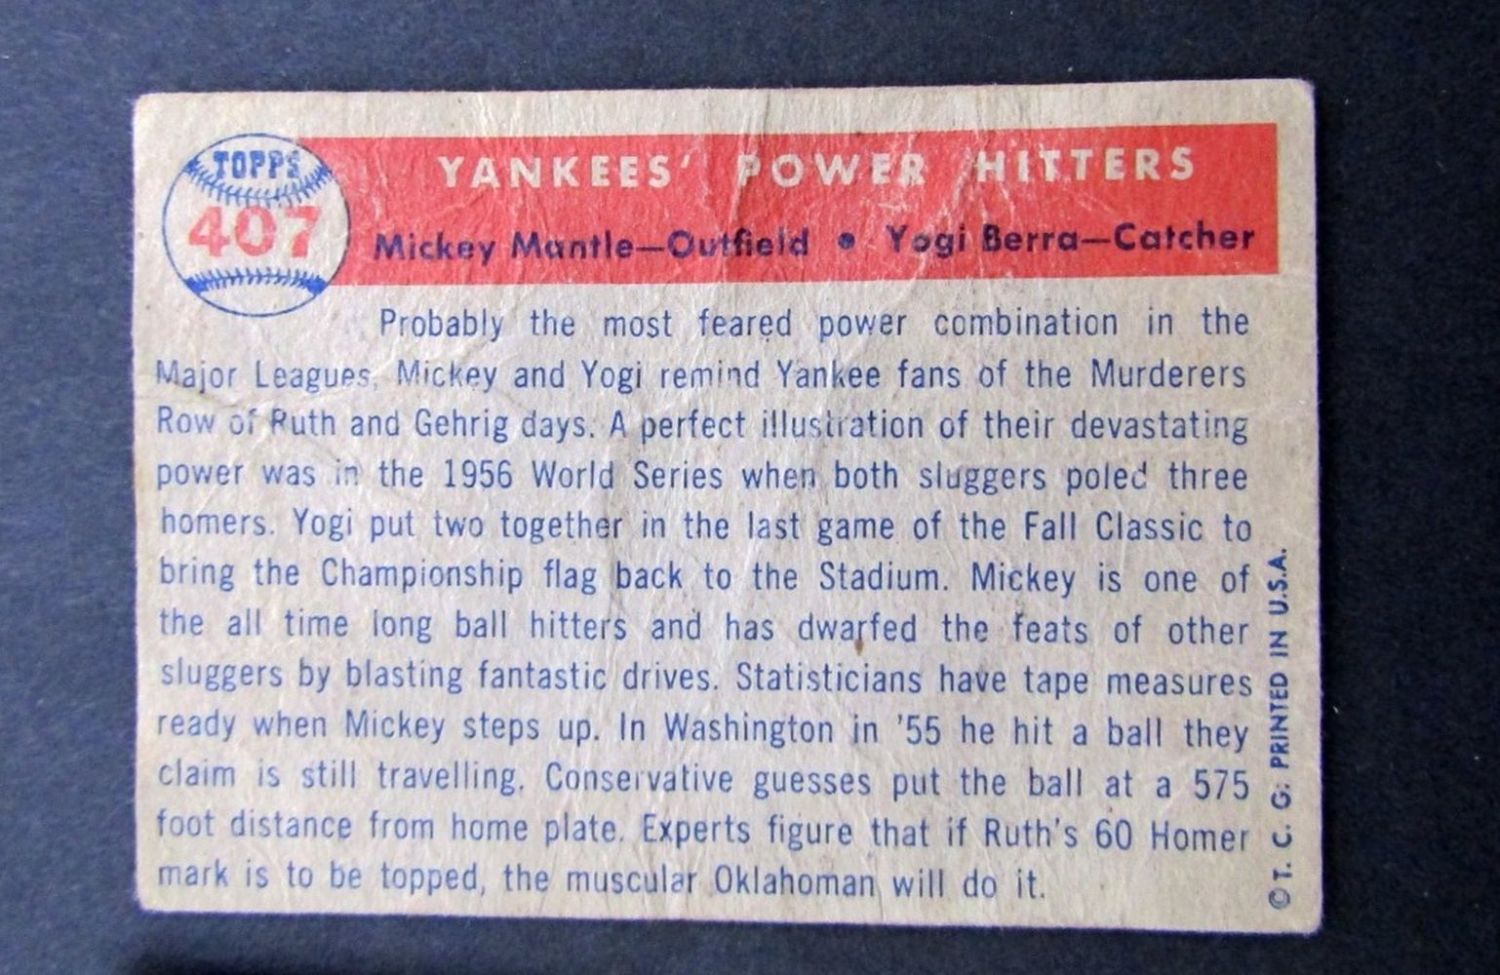 TOPPS
407
YANKEES' POWER HITTERS
Mickey Mantle—Outfield • Yogi Berra—Catcher
Probably the most feared power combination in the
Major Leagues, Mickey and Yogi remind Yankee fans of the Murderers
Row of Ruth and Gehrig days. A perfect illustration of their devastating
power was in the 1956 World Series when both sluggers poled three
homers. Yogi put two together in the last game of the Fall Classic to
bring the Championship flag back to the Stadium. Mickey is one of
the all time long ball hitters and has dwarfed the feats of other
sluggers by blasting fantastic drives. Statisticians have tape measures
ready when Mickey steps up. In Washington in '55 he hit a ball they
claim is still travelling. Conservative guesses put the ball at a 575
foot distance from home plate. Experts figure that if Ruth's 60 Homer
mark is to be topped, the muscular Oklahoman will do it.
© T. C. G. PRINTED IN U.S.A.